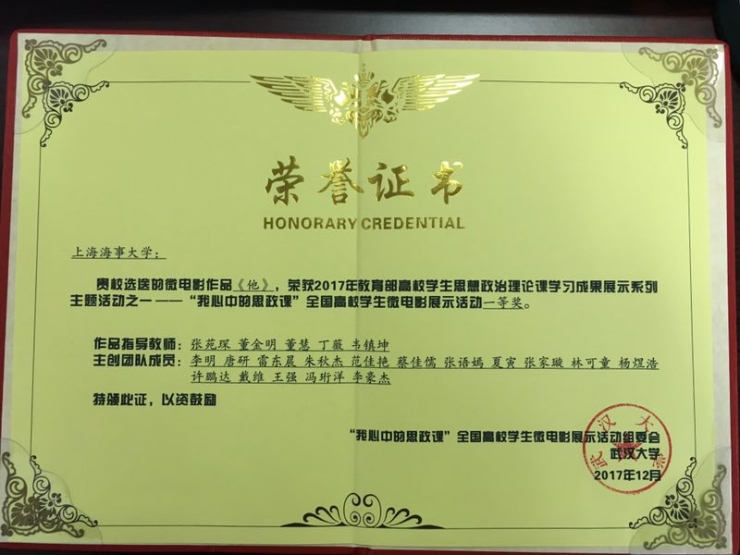 荣誉证书
HONORARY CREDENTIAL
上海海事大学：
贵校选送的微电影作品《他》，荣获2017年教育部高校学生思想政治理论课学习成果展示系列
主题活动之一——“我心中的思政课”全国高校学生微电影展示活动一等奖。
作品指导教师：张苑琛 董金明 董慧 丁薇 韦镇坤
主创团队成员：李明 唐研 雷东晨 朱秋杰 范佳艳 蔡佳儒 张语嫣 夏寅 张家璇 林可童 杨煜浩
许鹏达 戴维 王强 冯珩洋 李豪杰
特颁此证，以资鼓励
“我心中的思政课”全国高校学生微电影展示活动组委会
武汉大学
2017年12月
武汉大学